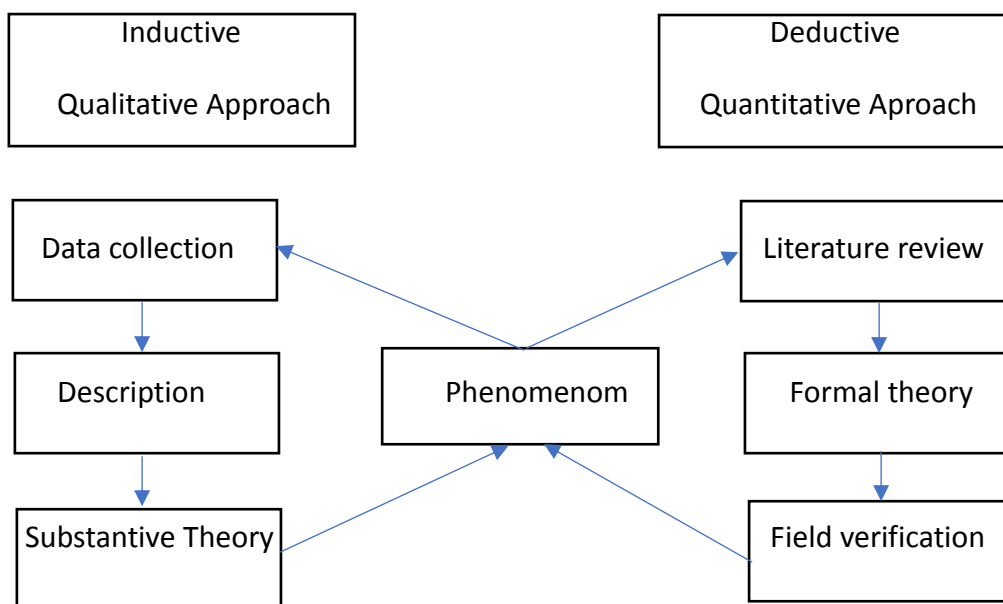 Inductive
Qualitative Approach
Deductive
Quantitative Aproach
Data collection
Literature review
Description
Phenomenom
Formal theory
Substantive Theory
Field verification